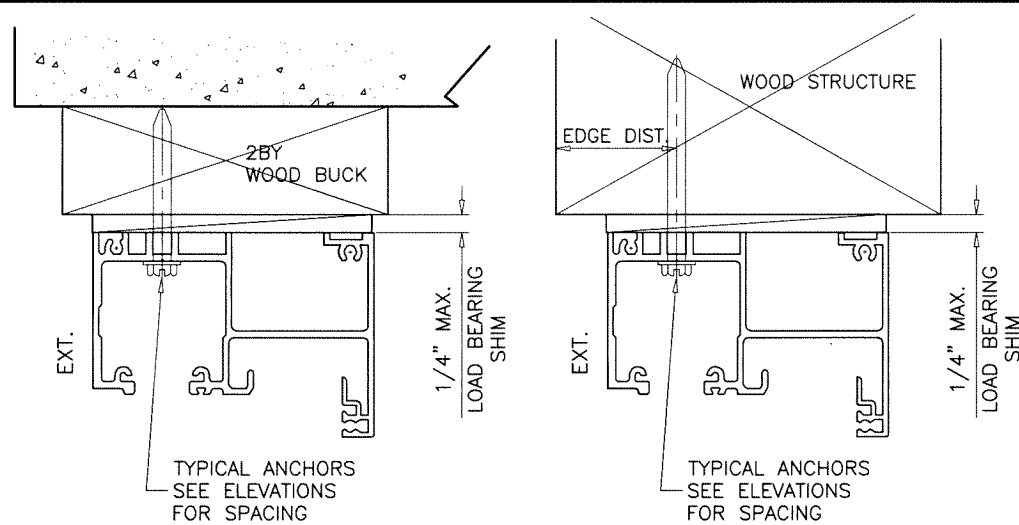 2BY
WOOD BUCK
EXT.
1/4" MAX.
LOAD BEARING
SHIM
TYPICAL ANCHORS
SEE ELEVATIONS
FOR SPACING
WOOD STRUCTURE
EDGE DIST.
EXT.
1/4" MAX.
LOAD BEARING
SHIM
TYPICAL ANCHORS
SEE ELEVATIONS
FOR SPACING